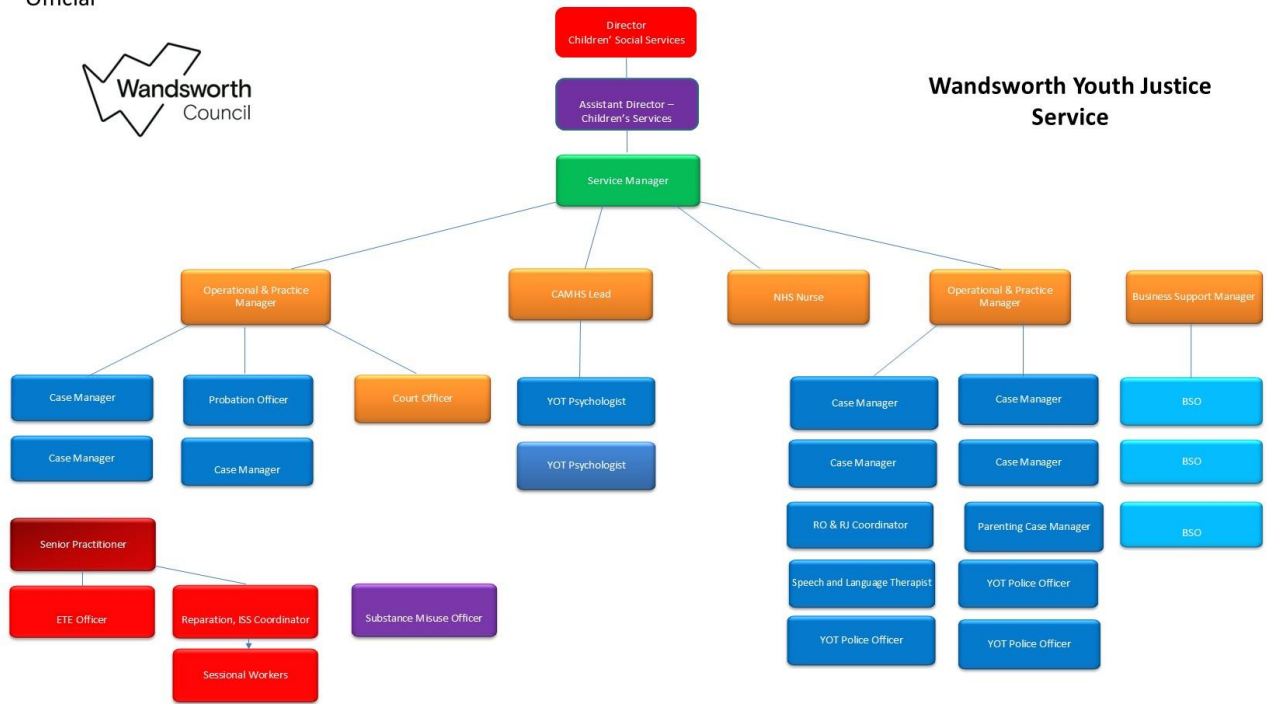 Official
Wandsworth
Council
Wandsworth Youth Justice
Service
Director
Children' Social Services
Assistant Director –
Children's Services
Service Manager
Operational & Practice
Manager
CAMHS Lead
NHS Nurse
Operational & Practice
Manager
Business Support Manager
Case Manager
Probation Officer
Court Officer
YOT Psychologist
Case Manager
Case Manager
BSO
Case Manager
Case Manager
YOT Psychologist
Case Manager
Case Manager
BSO
Senior Practitioner
RO & RJ Coordinator
Parenting Case Manager
BSO
ETE Officer
Reparation, ISS Coordinator
Substance Misuse Officer
Speech and Language Therapist
YOT Police Officer
Sessional Workers
YOT Police Officer
YOT Police Officer